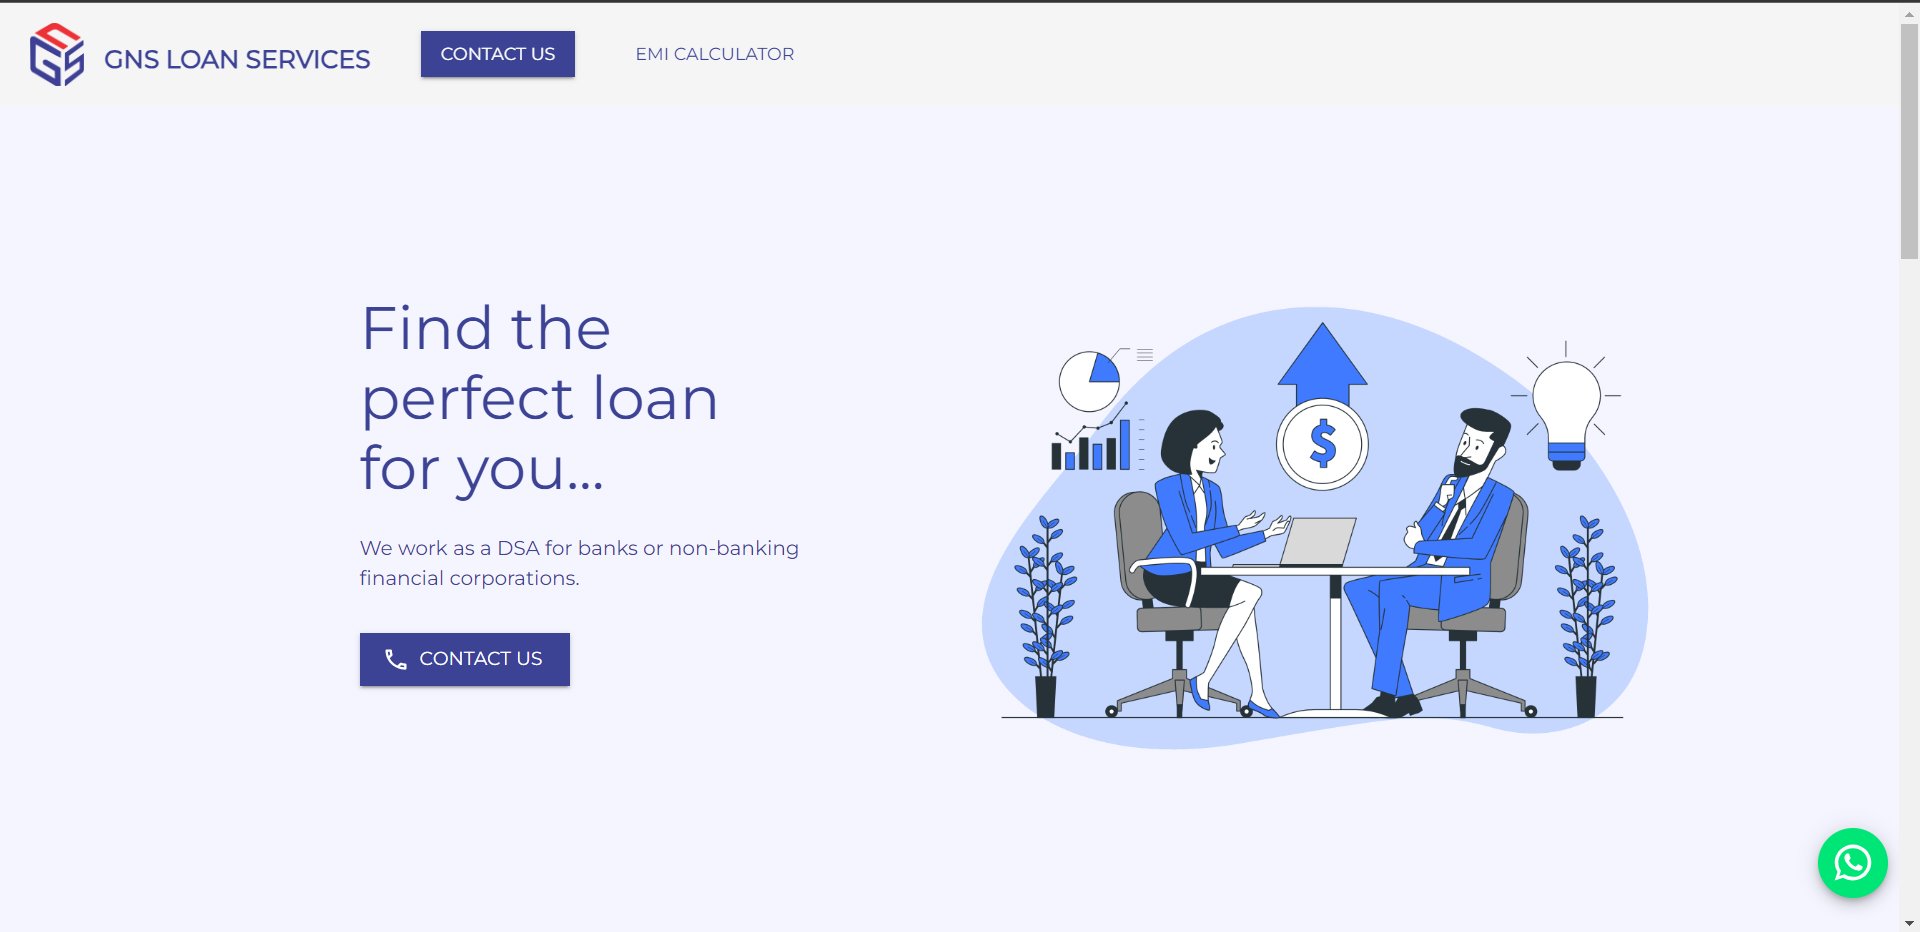 GNS LOAN SERVICES
CONTACT US
EMI CALCULATOR
Find the
perfect loan
for you...
We work as a DSA for banks or non-banking
financial corporations.
CONTACT US
$